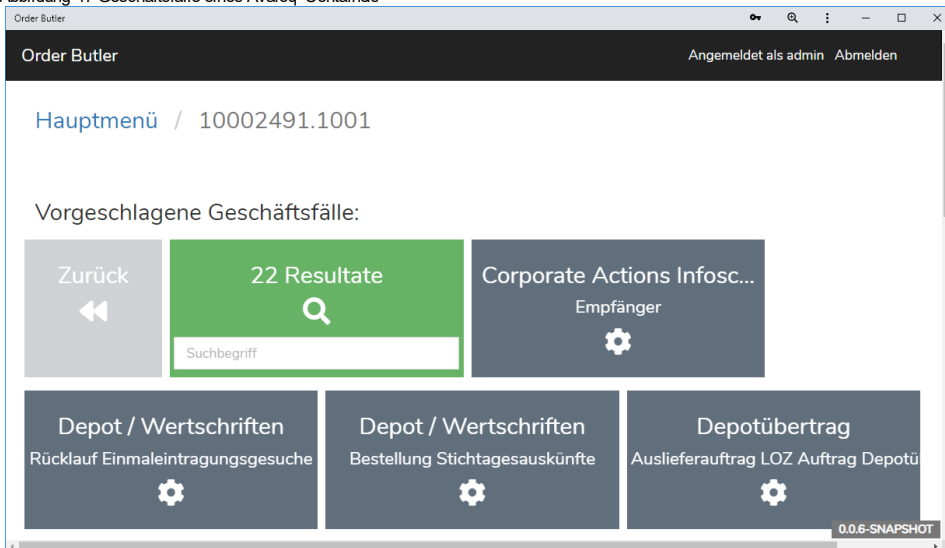 Order Butler
Order Butler Angemeldet als admin Abmelden
Hauptmenü / 10002491.1001
Vorgeschlagene Geschäftsfälle:
Zurück
22 Resultate
Suchbegriff
Corporate Actions Infosc...
Empfänger
Depot / Wertschriften
Rücklauf Einmaleintragungsgesuche
Depot / Wertschriften
Bestellung Stichtagesauskünfte
Depotübertrag
Auslieferauftrag LOZ Auftrag Depotü
0.0.6-SNAPSHOT